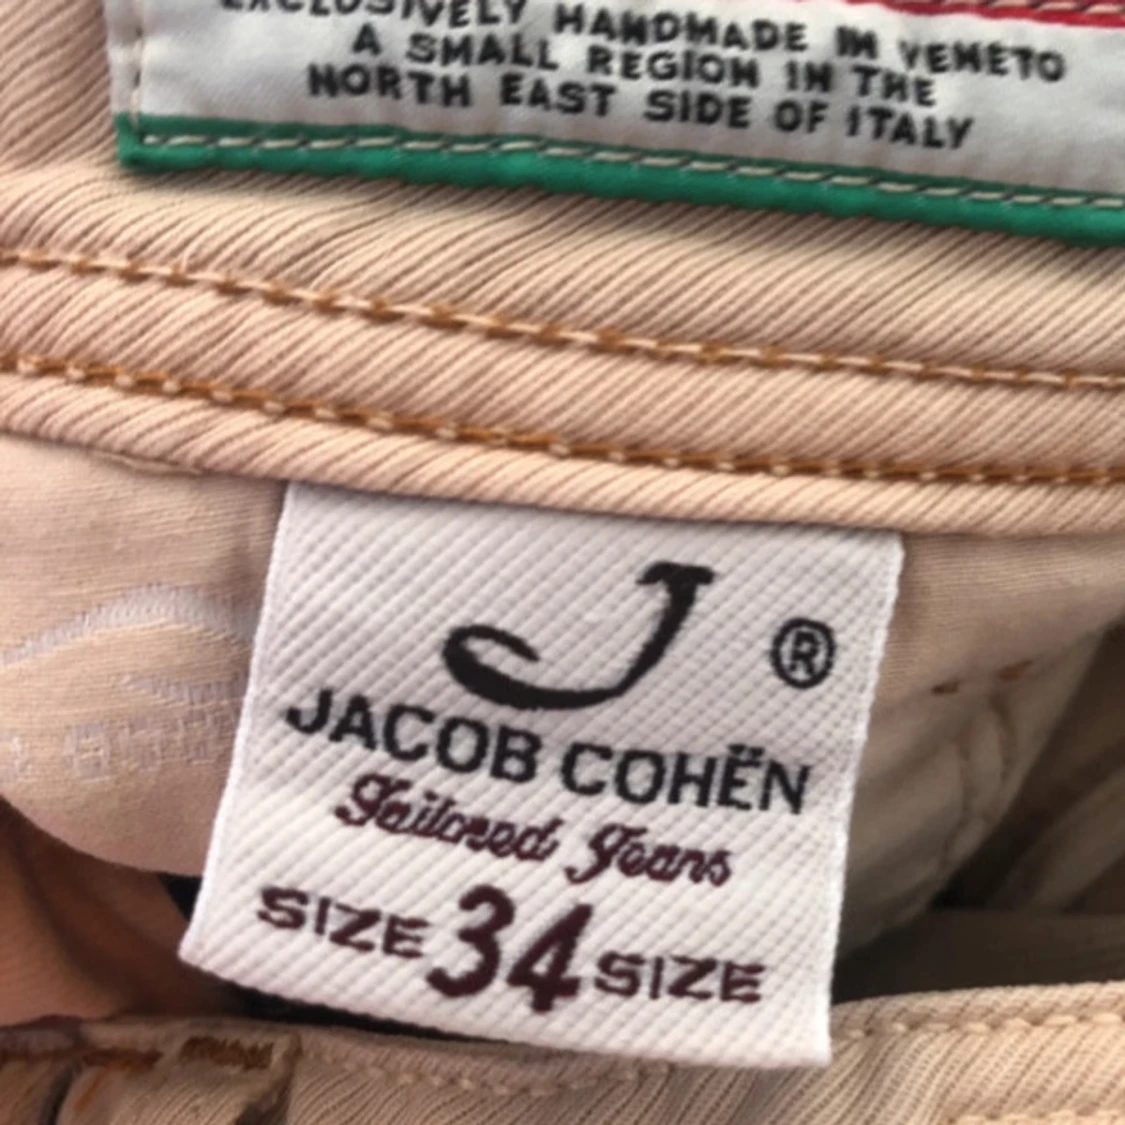 EXCLUSIVELY HANDMADE IN VENETO
A SMALL REGION IN THE
NORTH EAST SIDE OF ITALY
J ®
JACOB COHËN
Tailored Jeans
SIZE 34 SIZE